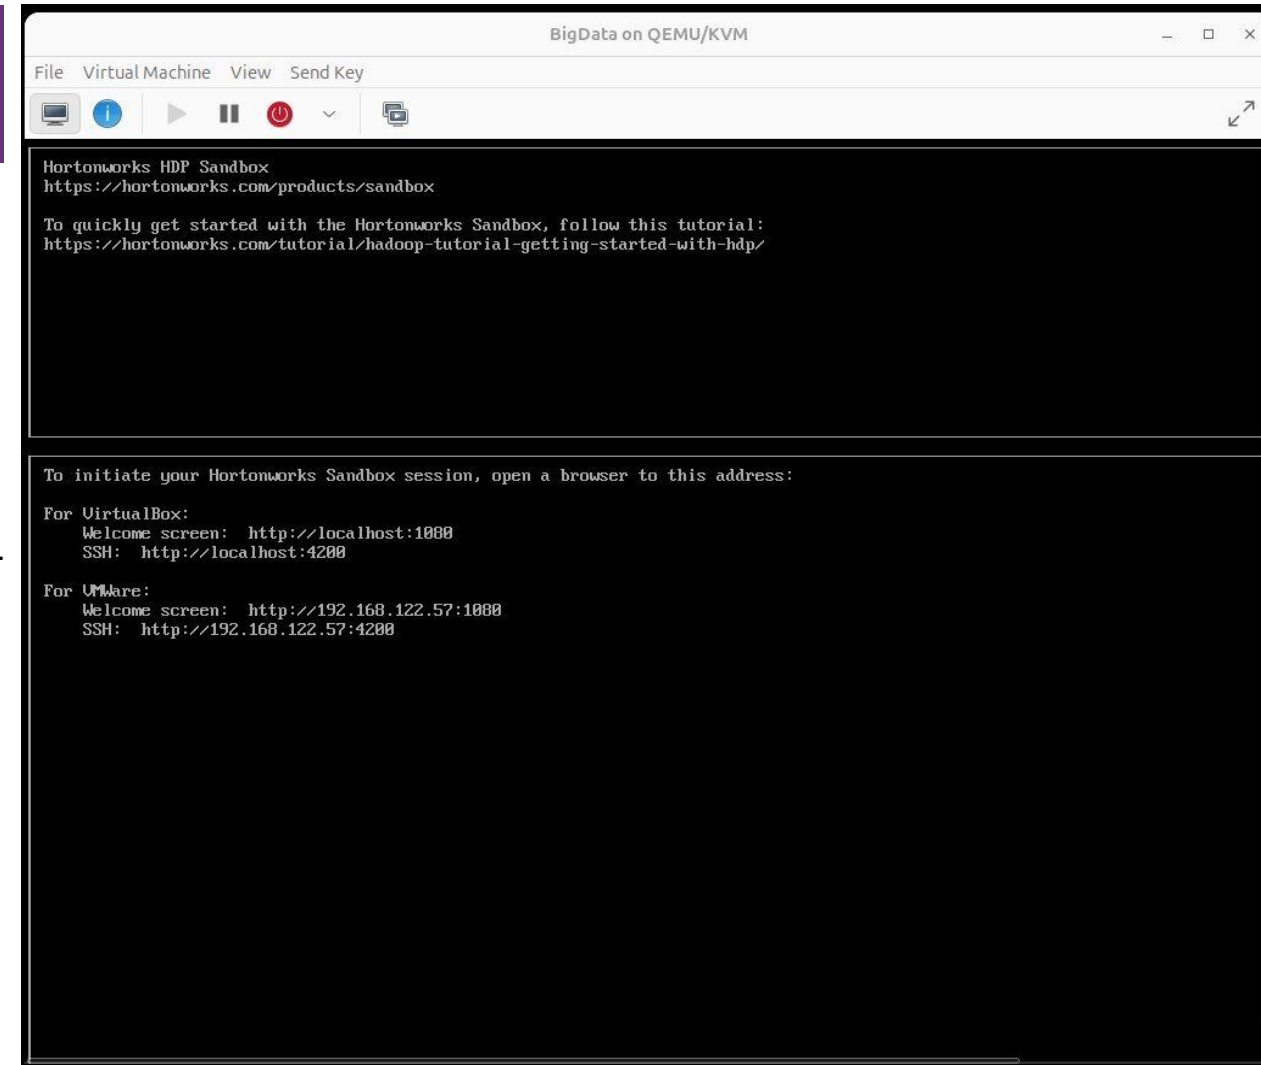 BigData on QEMU/KVM
File Virtual Machine View Send Key
Hortonworks HDP Sandbox
https://hortonworks.com/products/sandbox
To quickly get started with the Hortonworks Sandbox, follow this tutorial:
https://hortonworks.com/tutorial/hadoop-tutorial-getting-started-with-hdp/
To initiate your Hortonworks Sandbox session, open a browser to this address:
For VirtualBox:
Welcome screen: http://localhost:1080
SSH: http://localhost:4200
For VMWare:
Welcome screen: http://192.168.122.57:1080
SSH: http://192.168.122.57:4200